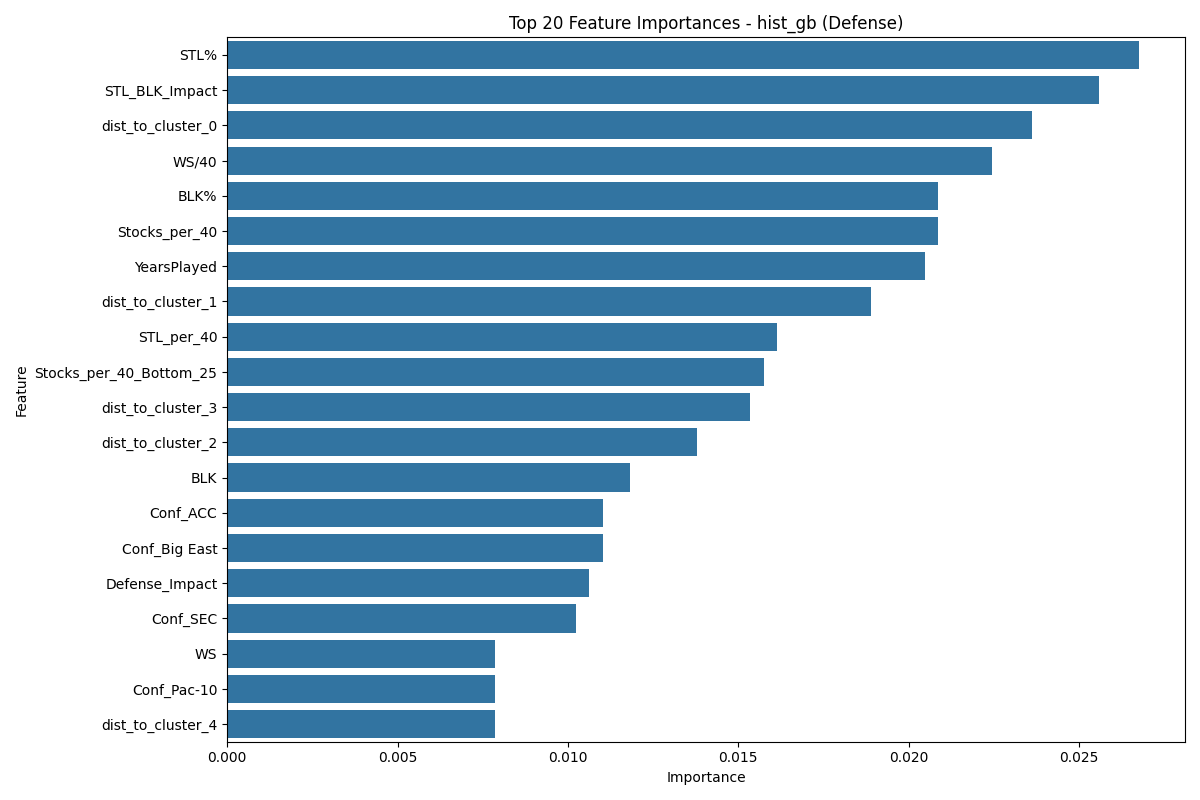 Top 20 Feature Importances - hist_gb (Defense)
STL%
STL_BLK_Impact
dist_to_cluster_0
WS/40
BLK%
Stocks_per_40
YearsPlayed
dist_to_cluster_1
STL_per_40
Stocks_per_40_Bottom_25
dist_to_cluster_3
dist_to_cluster_2
BLK
Conf_ACC
Conf_Big East
Defense_Impact
Conf_SEC
WS
Conf_Pac-10
dist_to_cluster_4
Feature
0.000 0.005 0.010 0.015 0.020 0.025
Importance